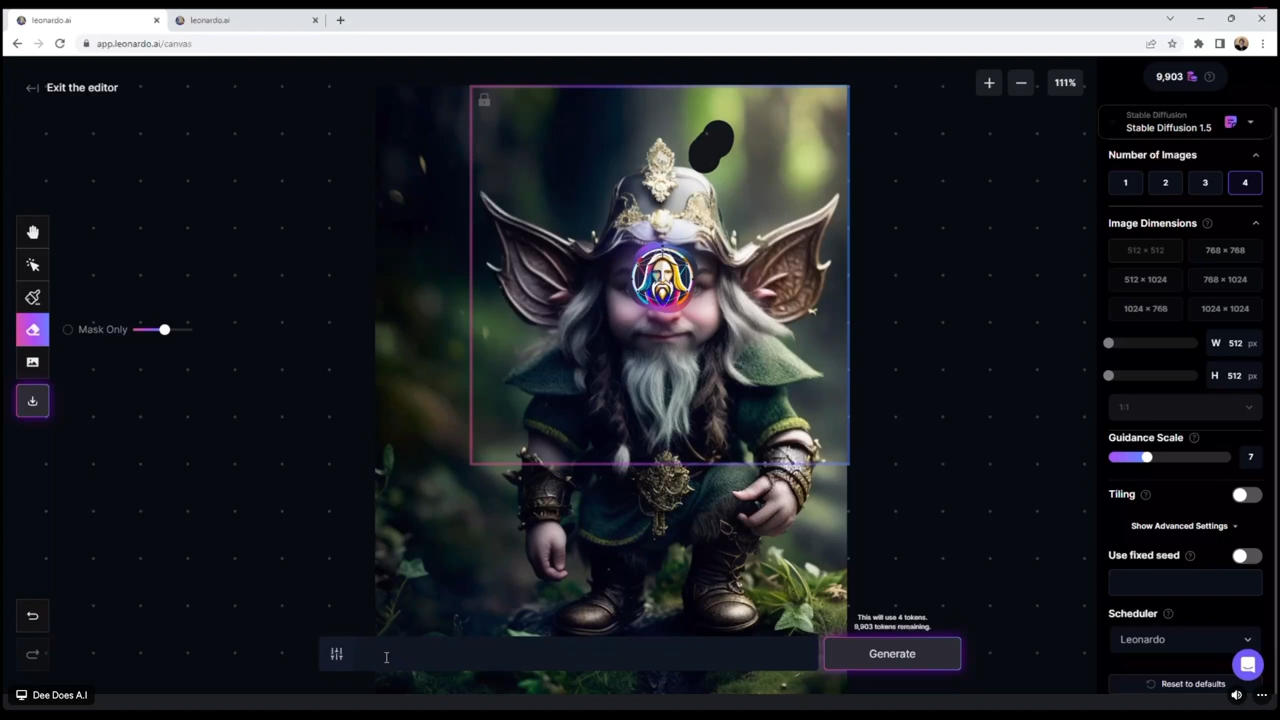 leonardo.ai
leonardo.ai
app.leonardo.ai/canvas
Exit the editor
111%
9,903
Stable Diffusion
Stable Diffusion 1.5
Number of Images
1 2 3 4
Image Dimensions
512 × 512 768 × 768
512 × 1024 768 × 1024
1024 × 768 1024 × 1024
W 512 px
H 512 px
1:1
Guidance Scale
7
Tiling
Show Advanced Settings
Use fixed seed
Scheduler
Leonardo
Reset to defaults
Mask Only
This will use 4 tokens.
9,903 tokens remaining.
Generate
Dee Does A.I